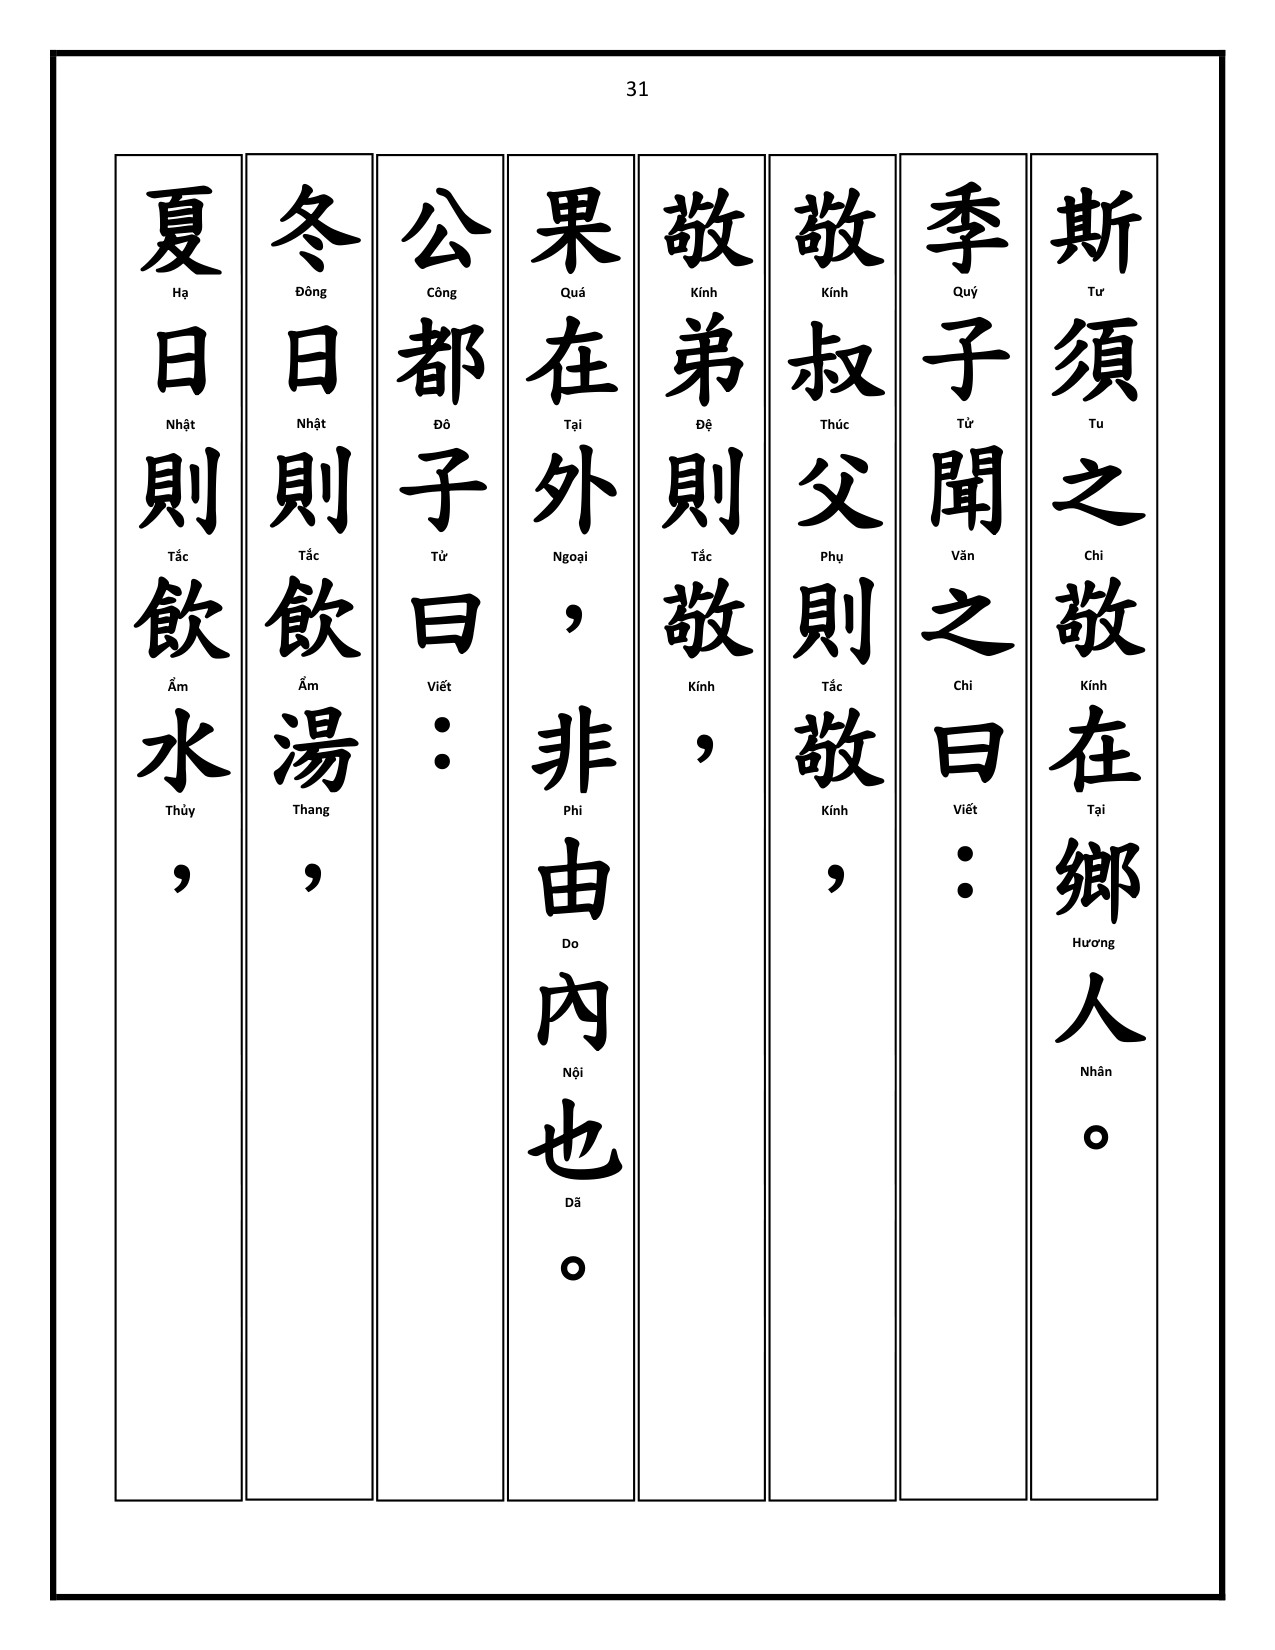 31
斯須之敬在鄉人。
Tư Tu Chi Kính Tại Hương Nhân
季子聞之曰：
Quý Tử Văn Chi Viết
敬叔父則敬，
Kính Thúc Phụ Tắc Kính
敬弟則敬，
Kính Đệ Tắc Kính
果在外，非由內也。
Quá Tại Ngoại Phi Do Nội Dã
公都子曰：
Công Đô Tử Viết
冬日則飲湯，
Đông Nhật Tắc Ẩm Thang
夏日則飲水，
Hạ Nhật Tắc Ẩm Thủy